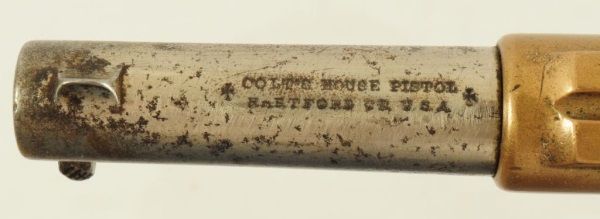 COLT'S HOUSE PISTOL
HARTFORD CT. U.S.A